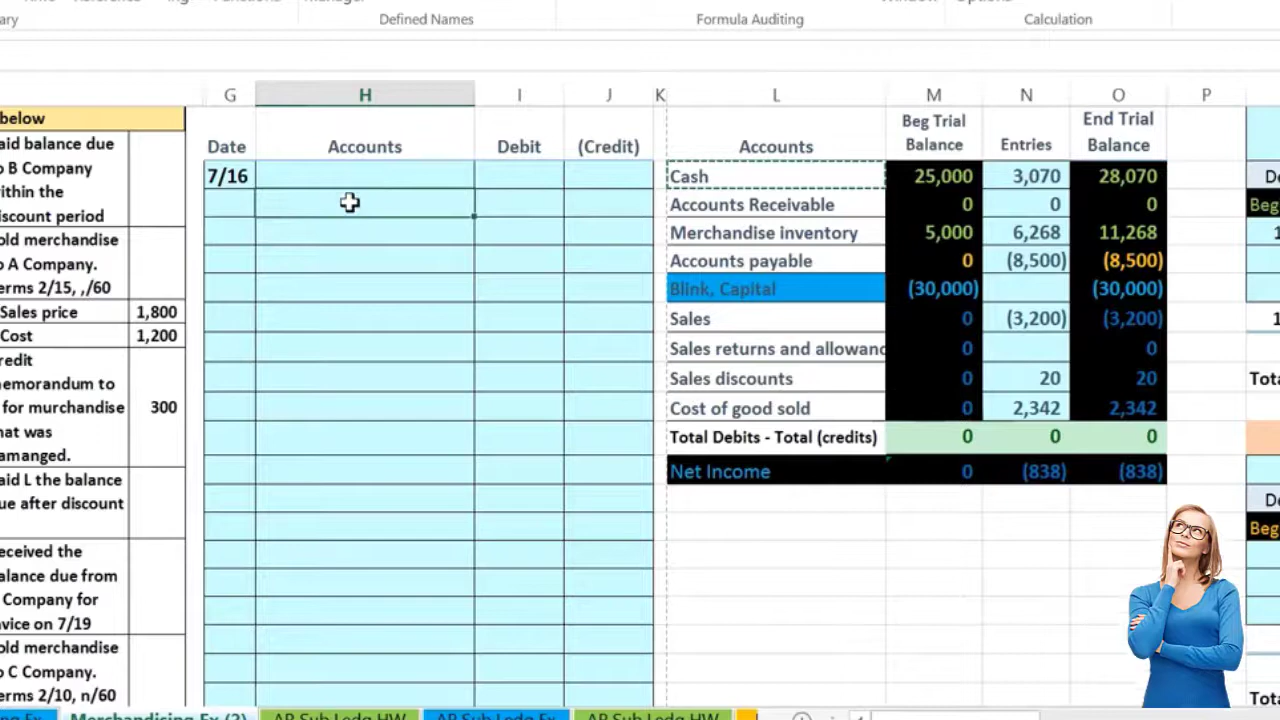 Defined Names
Formula Auditing
Calculation
G H I J K L M N O P
below
aid balance due
o B Company
ithin the
iscount period
old merchandise
o A Company.
erms 2/15, ,/60
Sales price 1,800
Cost 1,200
redit
emorandum to
for murchandise 300
hat was
amanged.
aid L the balance
ue after discount
eceived the
alance due from
Company for
vice on 7/19
old merchandise
o C Company.
erms 2/10, n/60
Date Accounts Debit (Credit)
7/16
Accounts Beg Trial Balance Entries End Trial Balance
Cash 25,000 3,070 28,070
Accounts Receivable 0 0 0
Merchandise inventory 5,000 6,268 11,268
Accounts payable 0 (8,500) (8,500)
Blink, Capital (30,000) (30,000)
Sales 0 (3,200) (3,200)
Sales returns and allowanc 0 0
Sales discounts 0 20 20
Cost of good sold 0 2,342 2,342
Total Debits - Total (credits) 0 0 0
Net Income 0 (838) (838)
De
Beg
1
1
Tota
De
Beg
Tota
Merchandising Ex (2)
AR Sub Ledg HW
AP Sub Ledg Ex
AP Sub Ledg HW